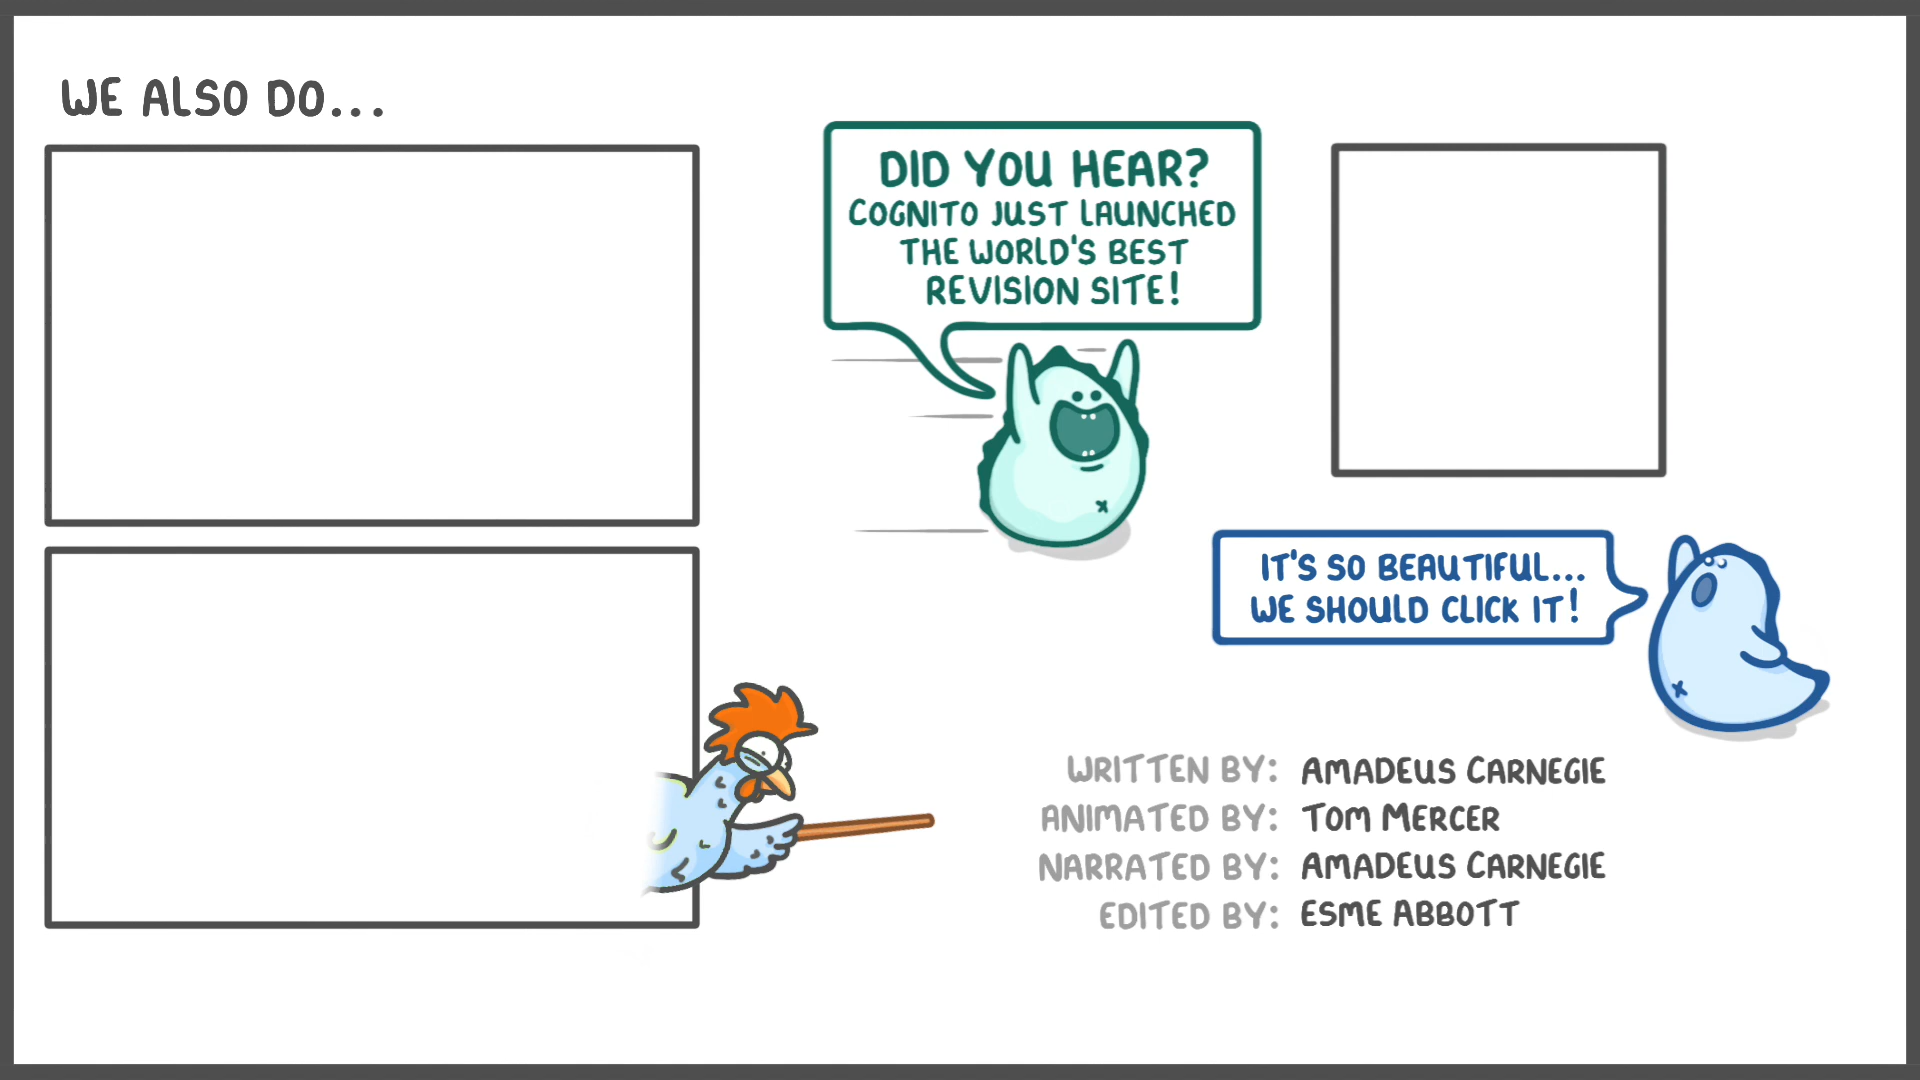 WE ALSO DO...
DID YOU HEAR?
COGNITO JUST LAUNCHED
THE WORLD'S BEST
REVISION SITE!
IT'S SO BEAUTIFUL...
WE SHOULD CLICK IT!
WRITTEN BY: AMADEUS CARNEGIE
ANIMATED BY: TOM MERCER
NARRATED BY: AMADEUS CARNEGIE
EDITED BY: ESME ABBOTT